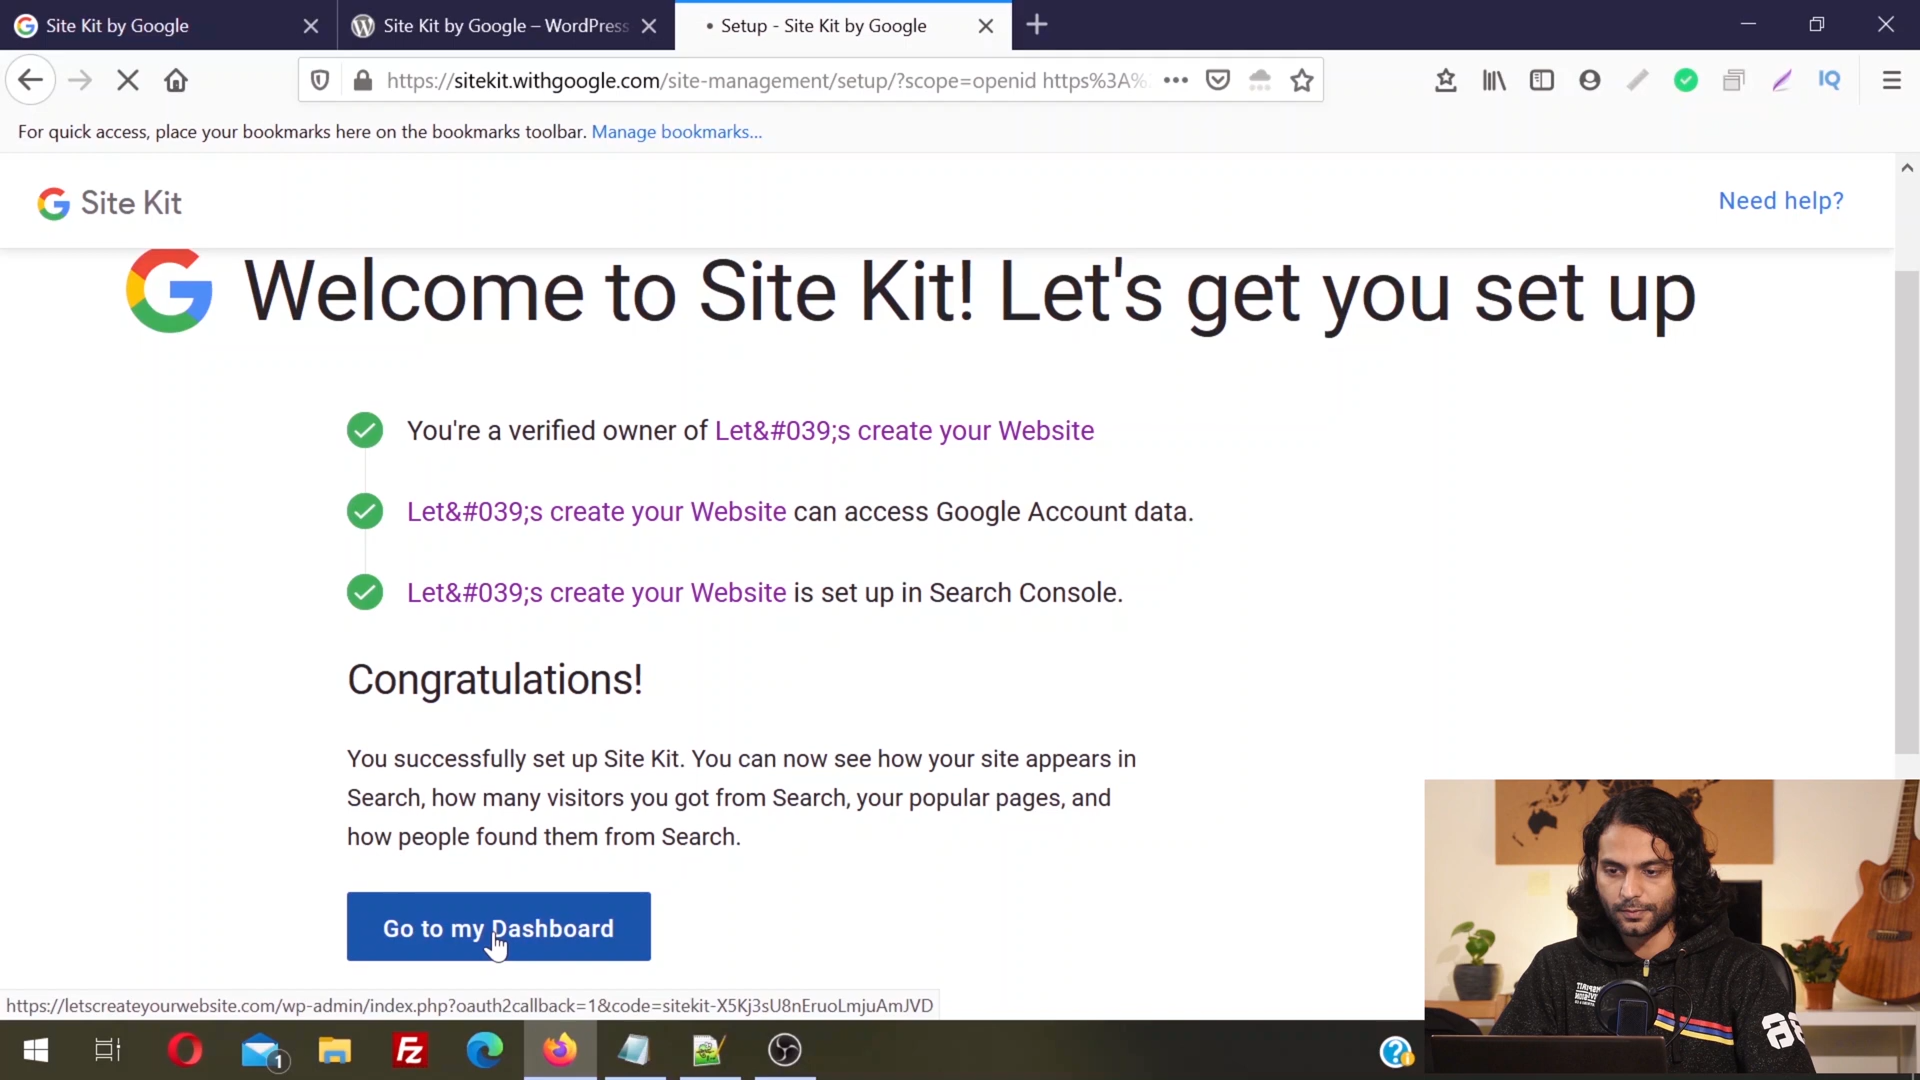 Site Kit by Google
Site Kit by Google – WordPress
• Setup - Site Kit by Google
https://sitekit.withgoogle.com/site-management/setup/?scope=openid https%3A%
IQ
For quick access, place your bookmarks here on the bookmarks toolbar. Manage bookmarks...
Site Kit
Need help?
Welcome to Site Kit! Let's get you set up
You're a verified owner of Let&#039;s create your Website
Let&#039;s create your Website can access Google Account data.
Let&#039;s create your Website is set up in Search Console.
Congratulations!
You successfully set up Site Kit. You can now see how your site appears in
Search, how many visitors you got from Search, your popular pages, and
how people found them from Search.
Go to my Dashboard
https://letscreateyourwebsite.com/wp-admin/index.php?oauth2callback=1&code=sitekit-X5Kj3sU8nEruoLmjuAmJVD
1
Fz